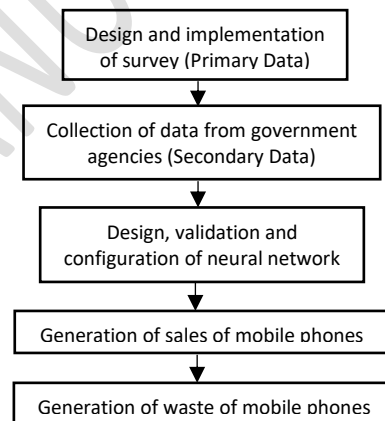 Design and implementation
of survey (Primary Data)
Collection of data from government
agencies (Secondary Data)
Design, validation and
configuration of neural network
Generation of sales of mobile phones
Generation of waste of mobile phones